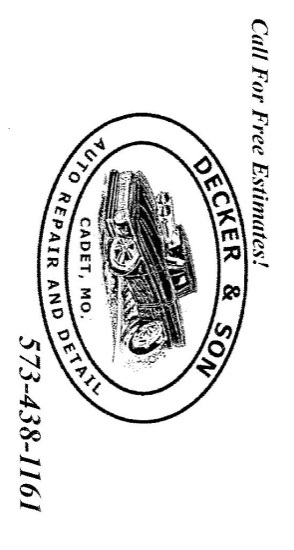 Call For Free Estimates!
DECKER & SON
CADET, MO.
AUTO REPAIR AND DETAIL
573-438-1161